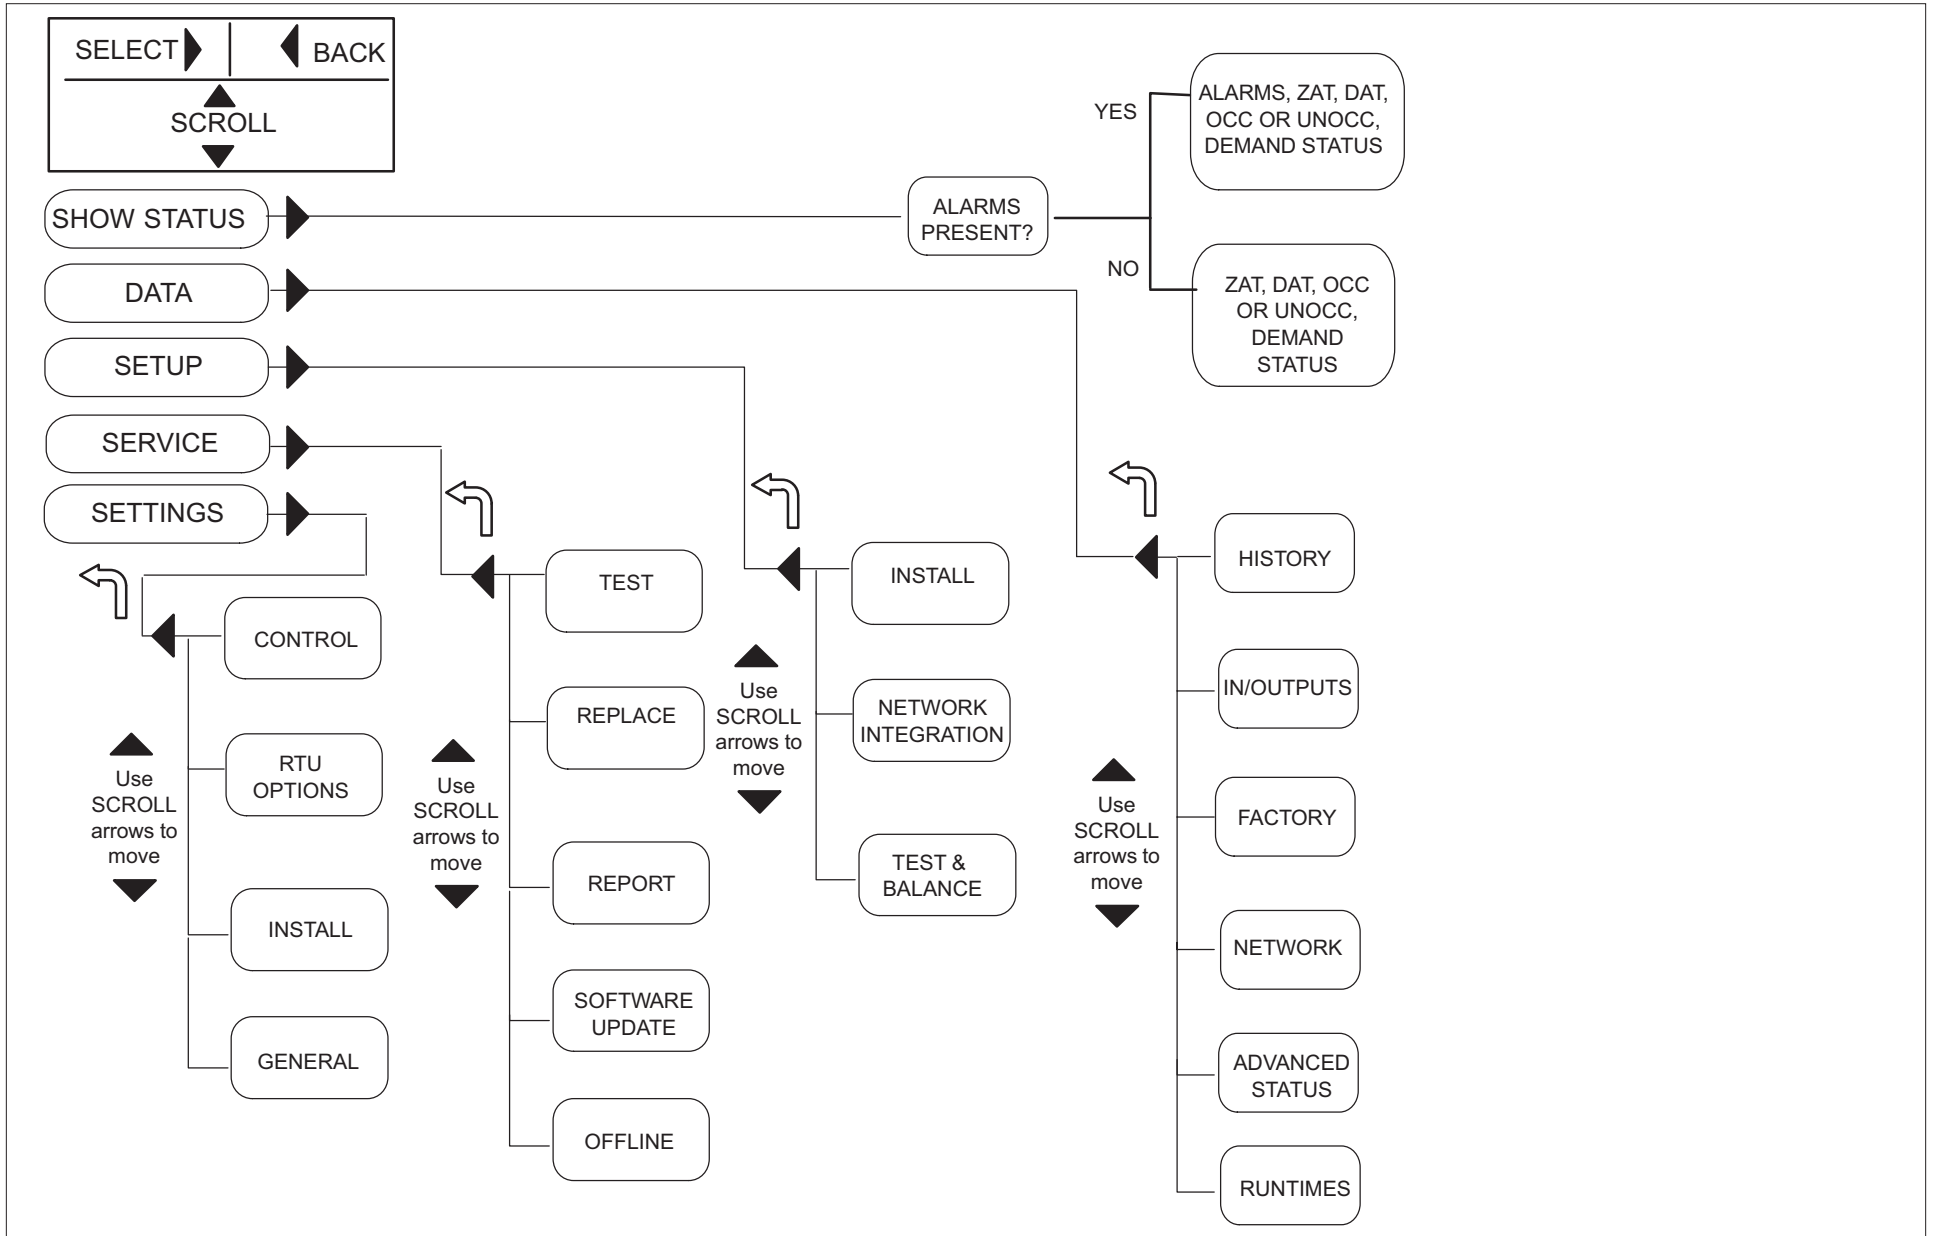 SELECT
BACK
SCROLL
SHOW STATUS
DATA
SETUP
SERVICE
SETTINGS
ALARMS
PRESENT?
YES
NO
ALARMS, ZAT, DAT,
OCC OR UNOCC,
DEMAND STATUS
ZAT, DAT, OCC
OR UNOCC,
DEMAND
STATUS
CONTROL
RTU
OPTIONS
INSTALL
GENERAL
Use
SCROLL
arrows to
move
TEST
REPLACE
REPORT
SOFTWARE
UPDATE
OFFLINE
Use
SCROLL
arrows to
move
INSTALL
NETWORK
INTEGRATION
TEST &
BALANCE
Use
SCROLL
arrows to
move
HISTORY
IN/OUTPUTS
FACTORY
NETWORK
ADVANCED
STATUS
RUNTIMES
Use
SCROLL
arrows to
move